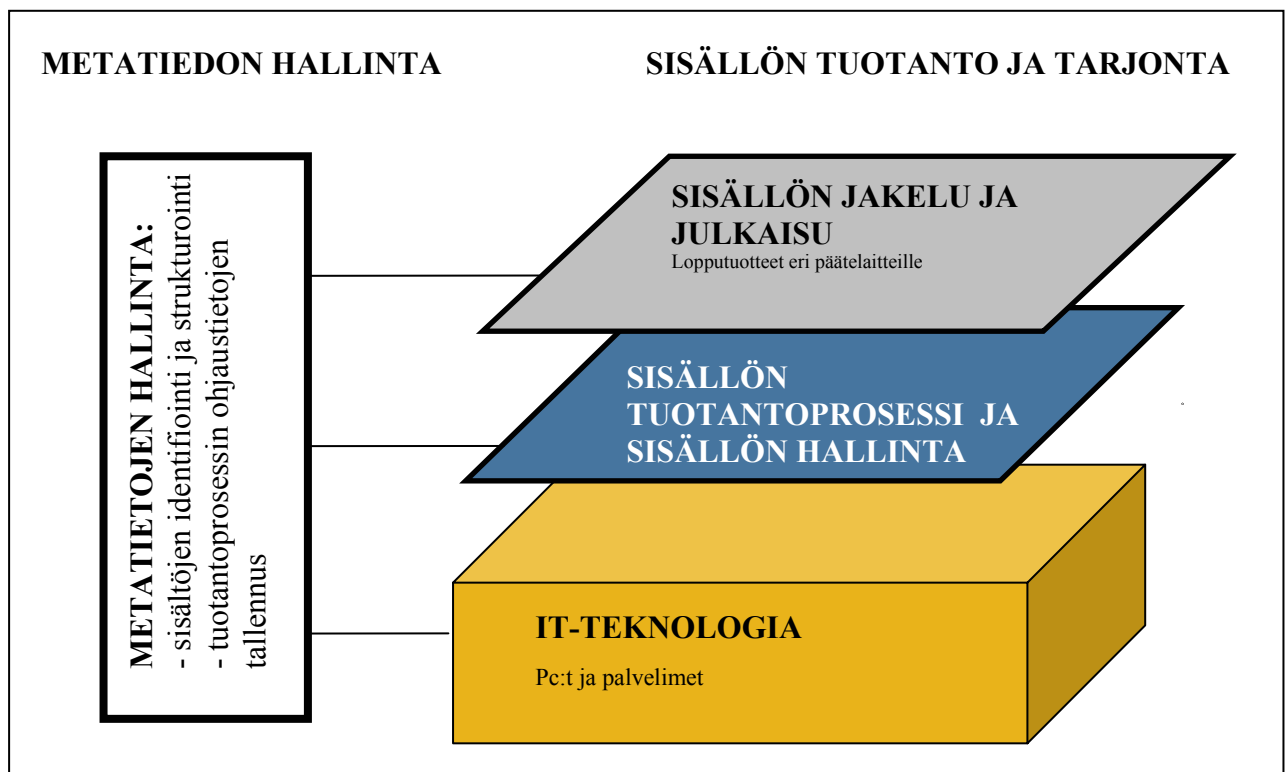 METATIEDON HALLINTA
SISÄLLÖN TUOTANTO JA TARJONTA
METATIETOJEN HALLINTA:
- sisältöjen identifiointi ja strukturointi
- tuotantoprosessin ohjaustietojen
tallennus
SISÄLLÖN JAKELU JA
JULKAISU
Lopputuotteet eri päätelaitteille
SISÄLLÖN
TUOTANTOPROSESSI JA
SISÄLLÖN HALLINTA
IT-TEKNOLOGIA
Pc:t ja palvelimet